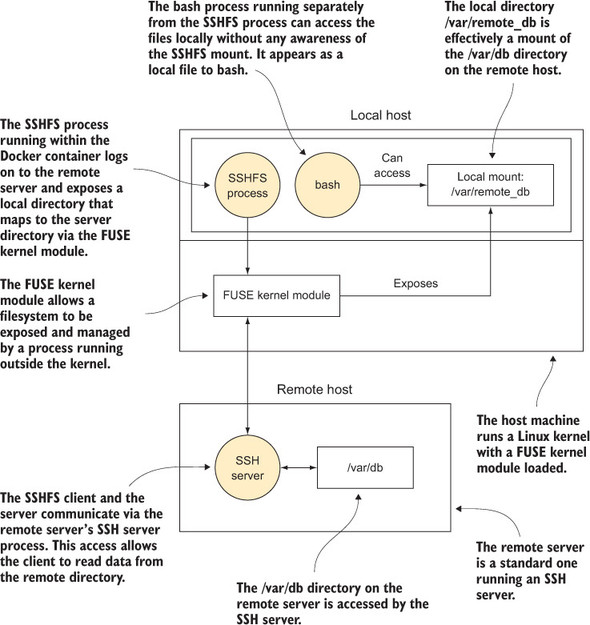 The bash process running separately
from the SSHFS process can access the
files locally without any awareness of
the SSHFS mount. It appears as a
local file to bash.
The local directory
/var/remote_db is
effectively a mount of
the /var/db directory
on the remote host.
Local host
The SSHFS process
running within the
Docker container logs
on to the remote
server and exposes a
local directory that
maps to the server
directory via the FUSE
kernel module.
SSHFS
process
bash
Can
access
Local mount:
/var/remote_db
The FUSE kernel
module allows a
filesystem to be
exposed and managed
by a process running
outside the kernel.
FUSE kernel module
Exposes
Remote host
The host machine
runs a Linux kernel
with a FUSE kernel
module loaded.
SSH
server
/var/db
The SSHFS client and the
server communicate via the
remote server's SSH server
process. This access allows
the client to read data from
the remote directory.
The /var/db directory on the
remote server is accessed by the
SSH server.
The remote server
is a standard one
running an SSH
server.